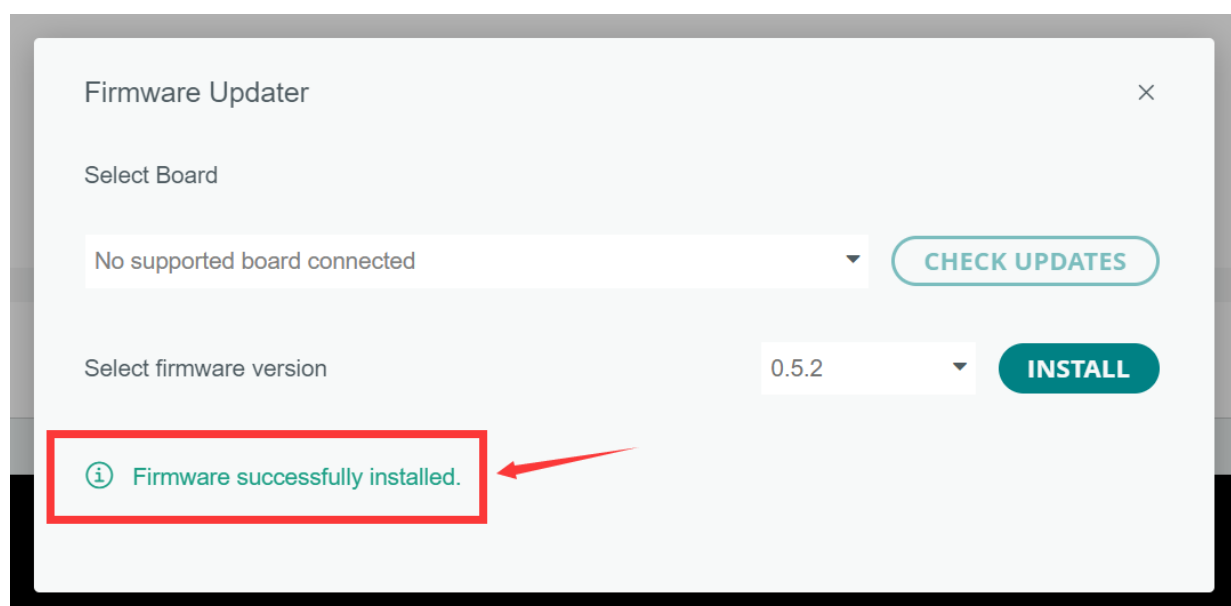 Firmware Updater
Select Board
No supported board connected
CHECK UPDATES
Select firmware version
0.5.2
INSTALL
Firmware successfully installed.